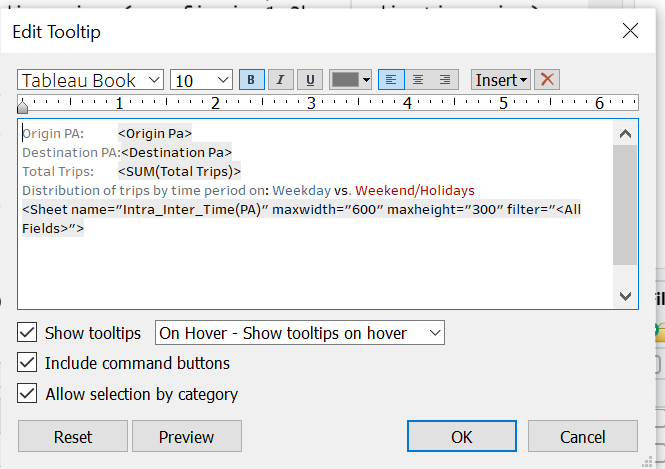 Edit Tooltip
Tableau Book 10 B I U Insert
1 2 3 4 5 6
Origin PA: <Origin Pa>
Destination PA:<Destination Pa>
Total Trips: <SUM(Total Trips)>
Distribution of trips by time period on: Weekday vs. Weekend/Holidays
<Sheet name="Intra_Inter_Time(PA)" maxwidth="600" maxheight="300" filter="<All
Fields>">
Show tooltips On Hover - Show tooltips on hover
Include command buttons
Allow selection by category
Reset Preview OK Cancel